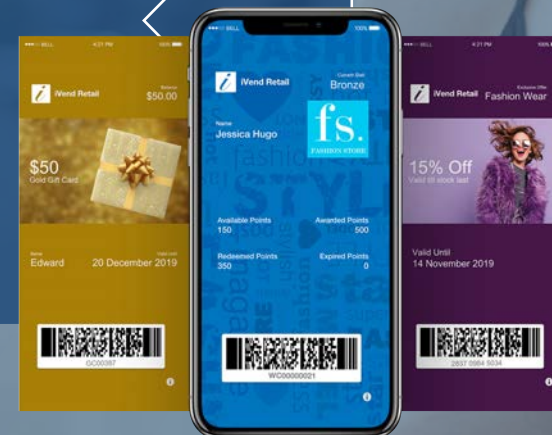 BELL 4:21 PM
iVend Retail
Balance
$50.00
$50
Gold Gift Card
Name
Edward
Valid Until
20 December 2019
GC00387
BELL 100%
iVend Retail
Bronze
Name
Jessica Hugo
fs.
FASHION STORE
Available Points
150
Awarded Points
500
Redeemed Points
350
Expired Points
0
WC00000021
BELL 4:21 PM 100%
iVend Retail
Exclusive Offer
Fashion Wear
15% Off
Valid till stock last
Valid Until
14 November 2019
2837 0984 5034